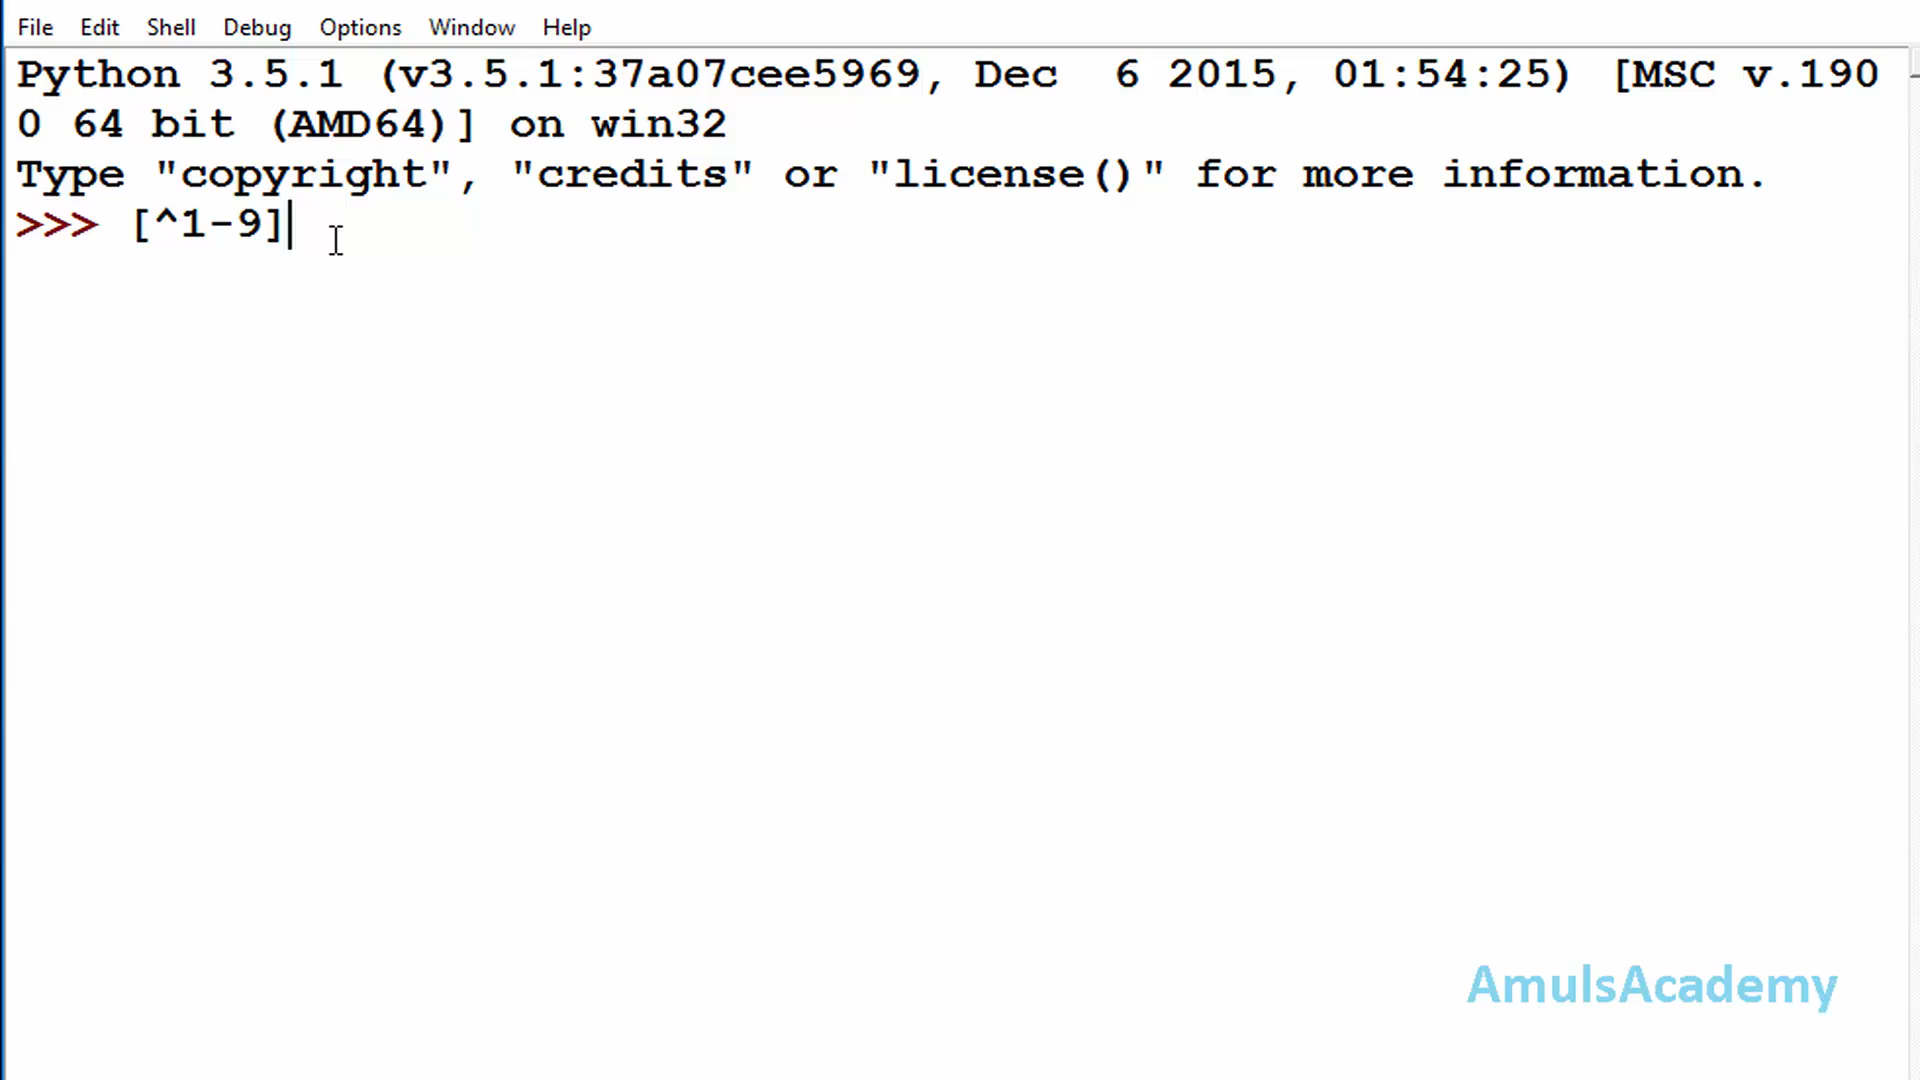 File Edit Shell Debug Options Window Help
Python 3.5.1 (v3.5.1:37a07cee5969, Dec  6 2015, 01:54:25) [MSC v.190
0 64 bit (AMD64)] on win32
Type "copyright", "credits" or "license()" for more information.
>>> [^1-9]
AmulsAcademy